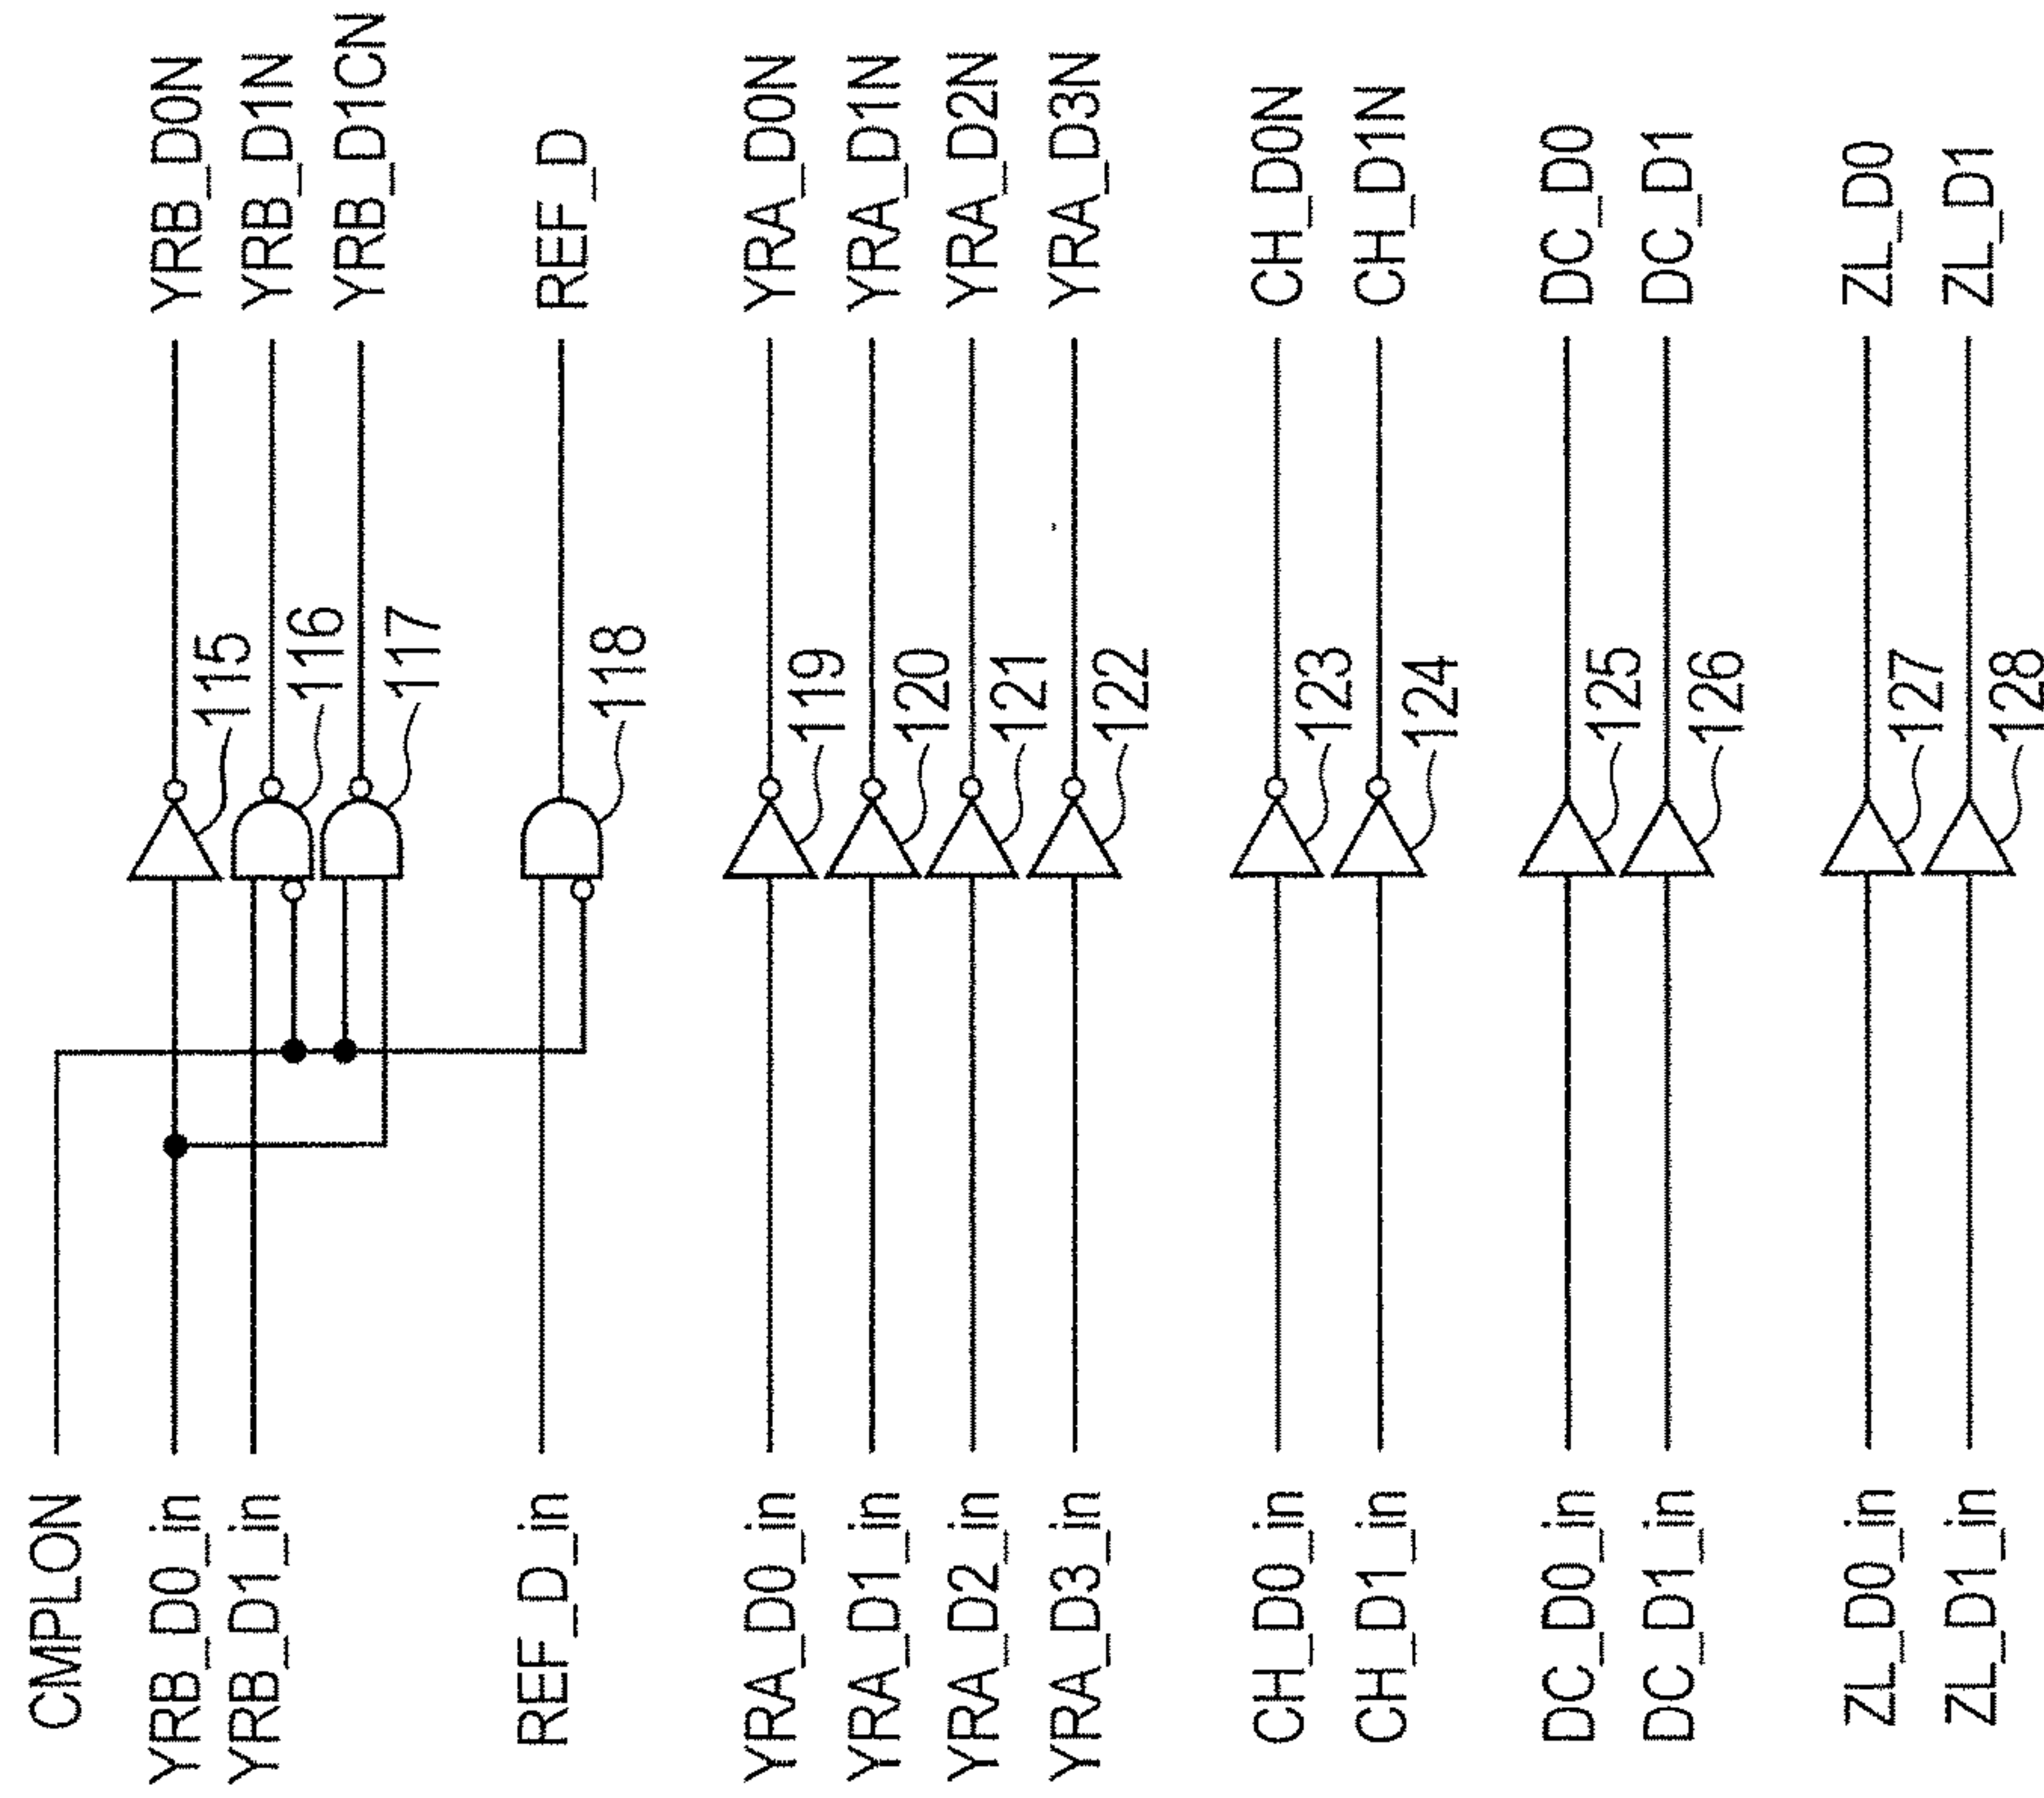 CMPLON
YRB_D0_in
YRB_D1_in
REF_D_in
YRA_D0_in
YRA_D1_in
YRA_D2_in
YRA_D3_in
CH_D0_in
CH_D1_in
DC_D0_in
DC_D1_in
ZL_D0_in
ZL_D1_in
115
116
117
118
119
120
121
122
123
124
125
126
127
128
YRB_D0N
YRB_D1N
YRB_D1CN
REF_D
YRA_D0N
YRA_D1N
YRA_D2N
YRA_D3N
CH_D0N
CH_D1N
DC_D0
DC_D1
ZL_D0
ZL_D1